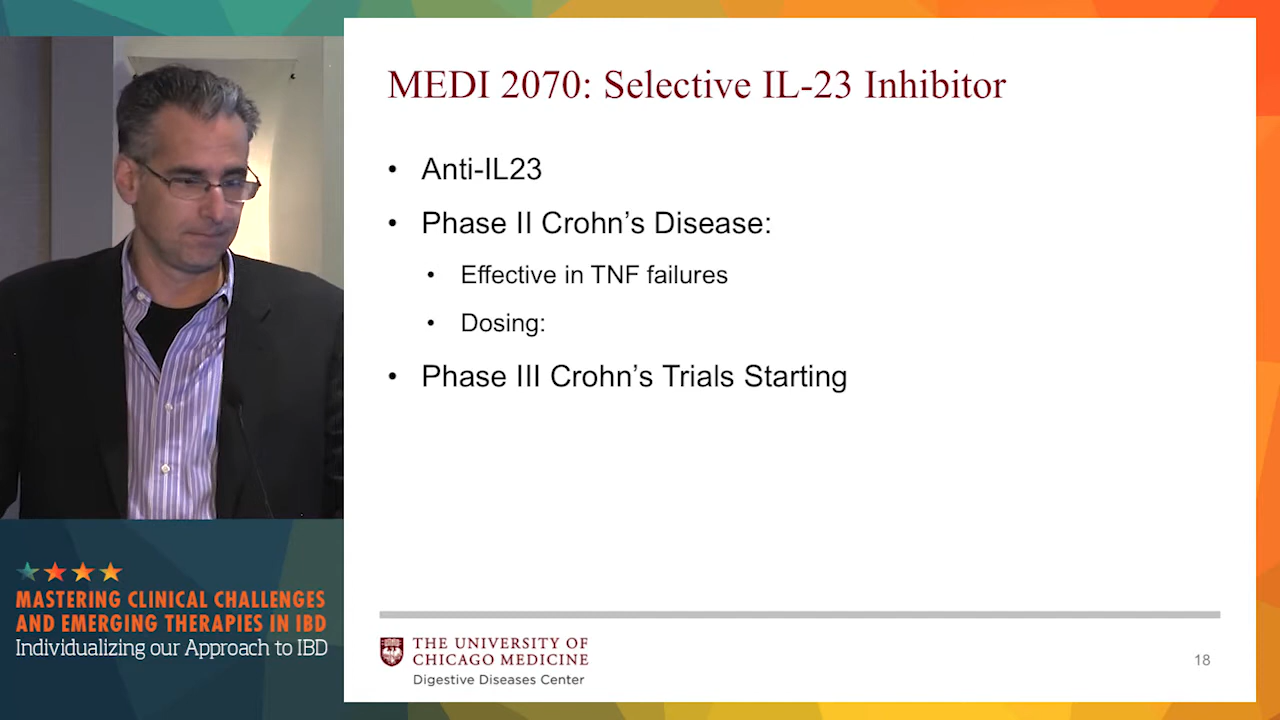 MEDI 2070: Selective IL-23 Inhibitor
• Anti-IL23
• Phase II Crohn’s Disease:
• Effective in TNF failures
• Dosing:
• Phase III Crohn’s Trials Starting
THE UNIVERSITY OF
CHICAGO MEDICINE
Digestive Diseases Center
18
MASTERING CLINICAL CHALLENGES
AND EMERGING THERAPIES IN IBD
Individualizing our Approach to IBD